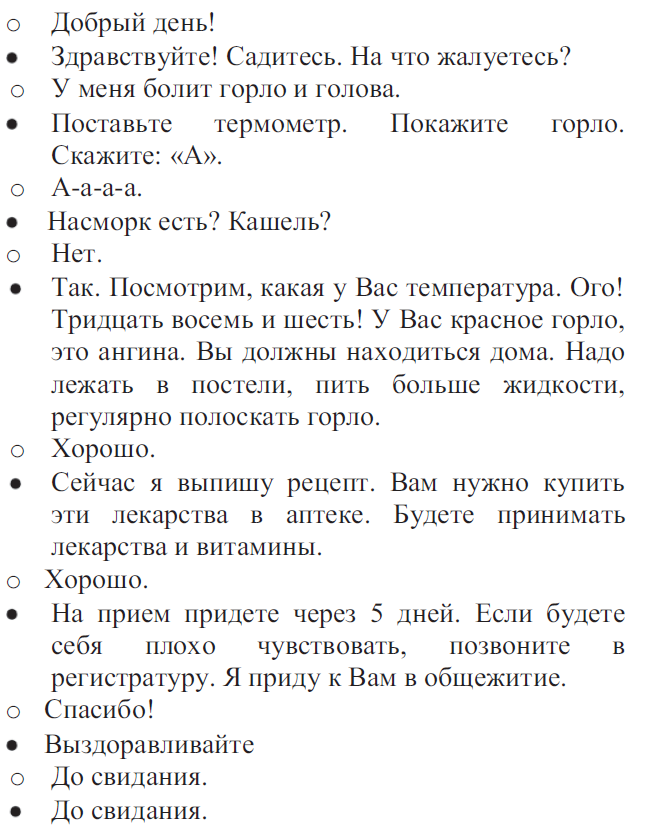 ○ Добрый день!
● Здравствуйте! Садитесь. На что жалуетесь?
○ У меня болит горло и голова.
● Поставьте термометр. Покажите горло.
Скажите: «А».
○ А-а-а-а.
● Насморк есть? Кашель?
○ Нет.
● Так. Посмотрим, какая у Вас температура. Ого!
Тридцать восемь и шесть! У Вас красное горло,
это ангина. Вы должны находиться дома. Надо
лежать в постели, пить больше жидкости,
регулярно полоскать горло.
○ Хорошо.
● Сейчас я выпишу рецепт. Вам нужно купить
эти лекарства в аптеке. Будете принимать
лекарства и витамины.
○ Хорошо.
● На прием придете через 5 дней. Если будете
себя плохо чувствовать, позвоните в
регистратуру. Я приду к Вам в общежитие.
○ Спасибо!
● Выздоравливайте
○ До свидания.
● До свидания.